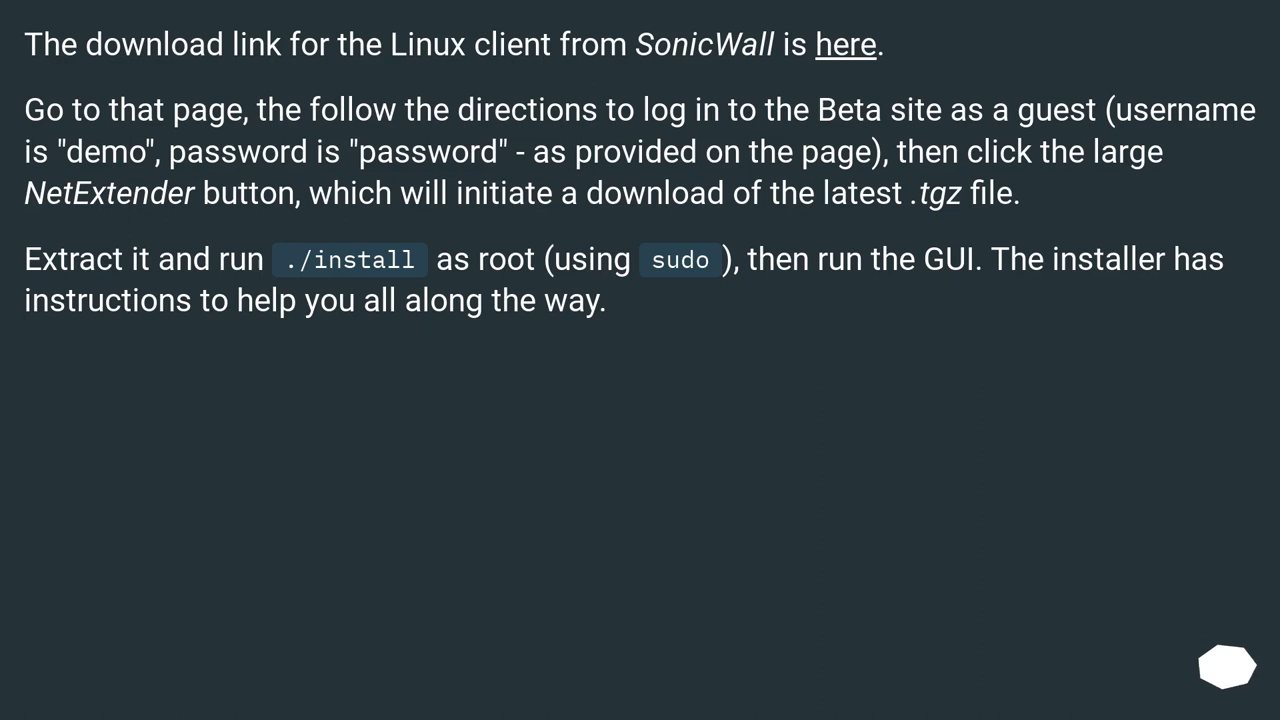 The download link for the Linux client from SonicWall is here.
Go to that page, the follow the directions to log in to the Beta site as a guest (username
is "demo", password is "password" - as provided on the page), then click the large
NetExtender button, which will initiate a download of the latest .tgz file.
Extract it and run ./install as root (using sudo), then run the GUI. The installer has
instructions to help you all along the way.